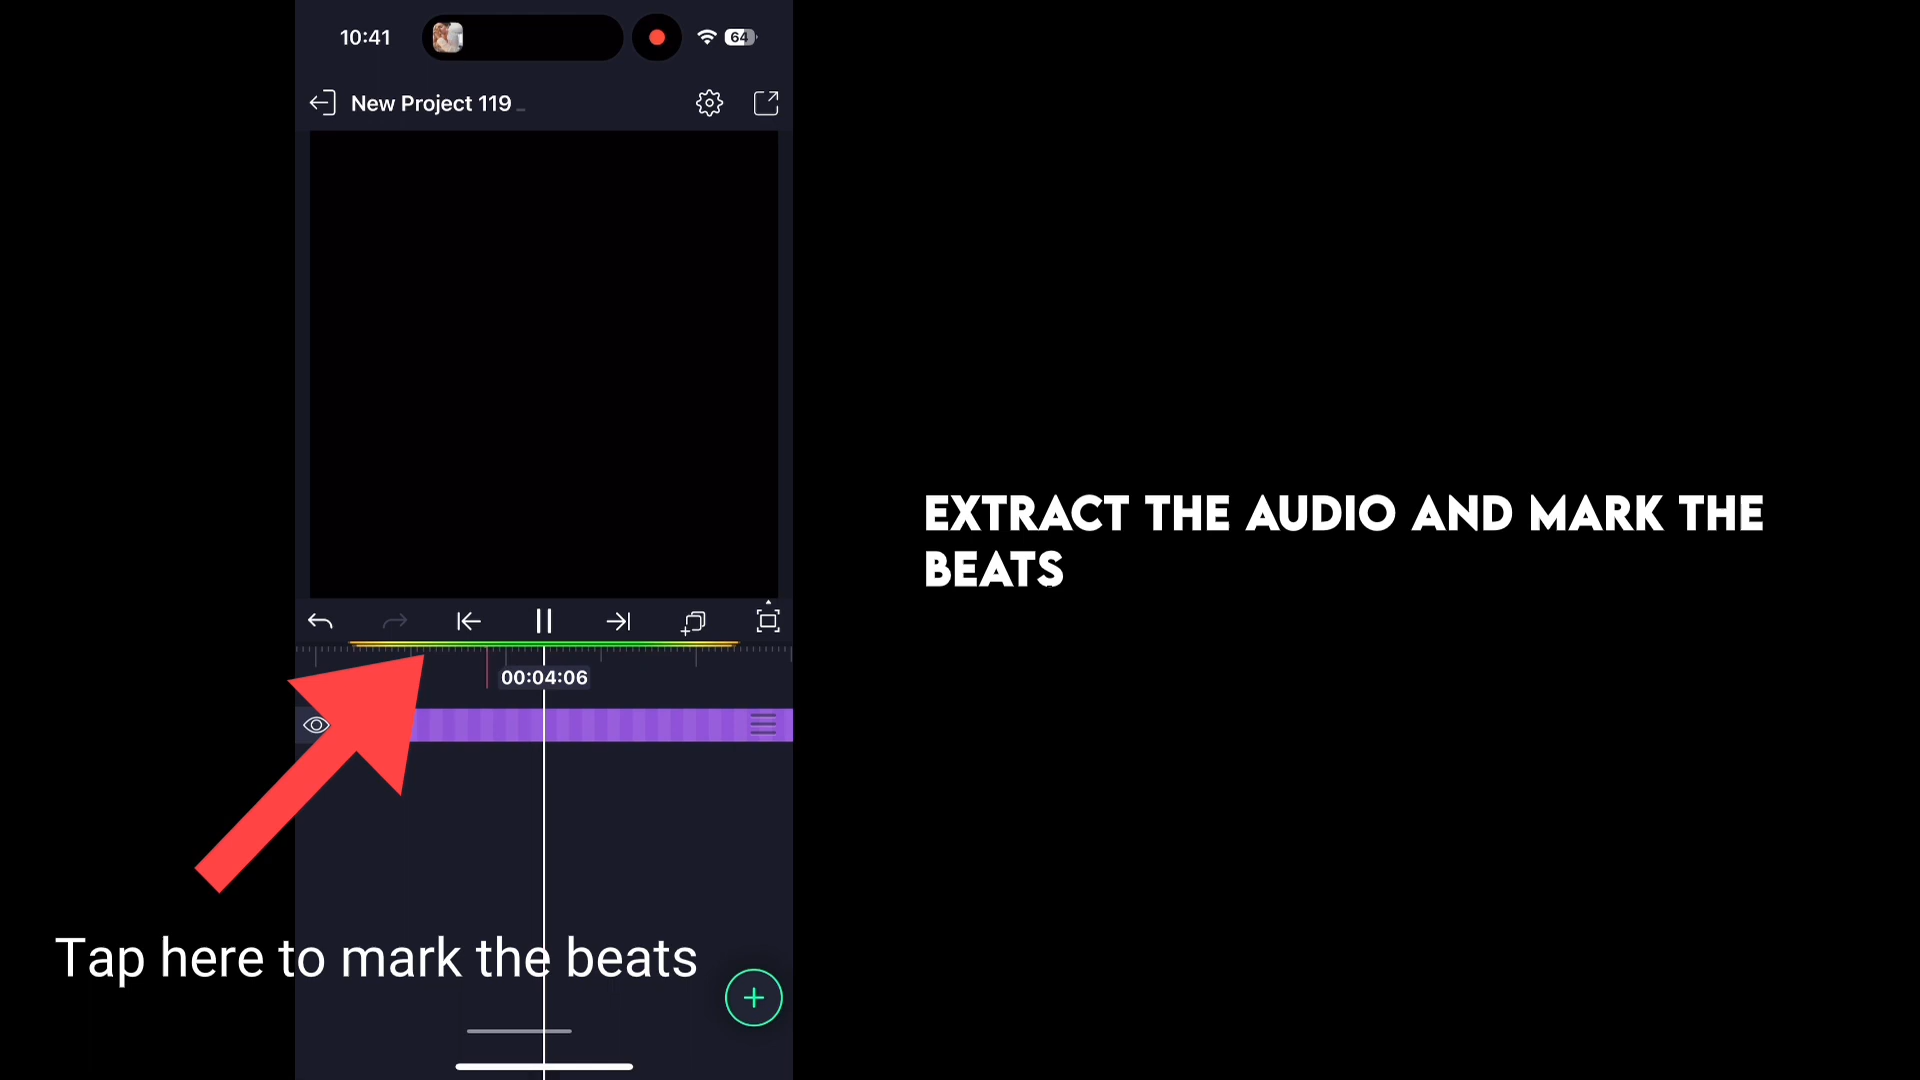 10:41
64
New Project 119
00:04:06
EXTRACT THE AUDIO AND MARK THE
BEATS
Tap here to mark the beats